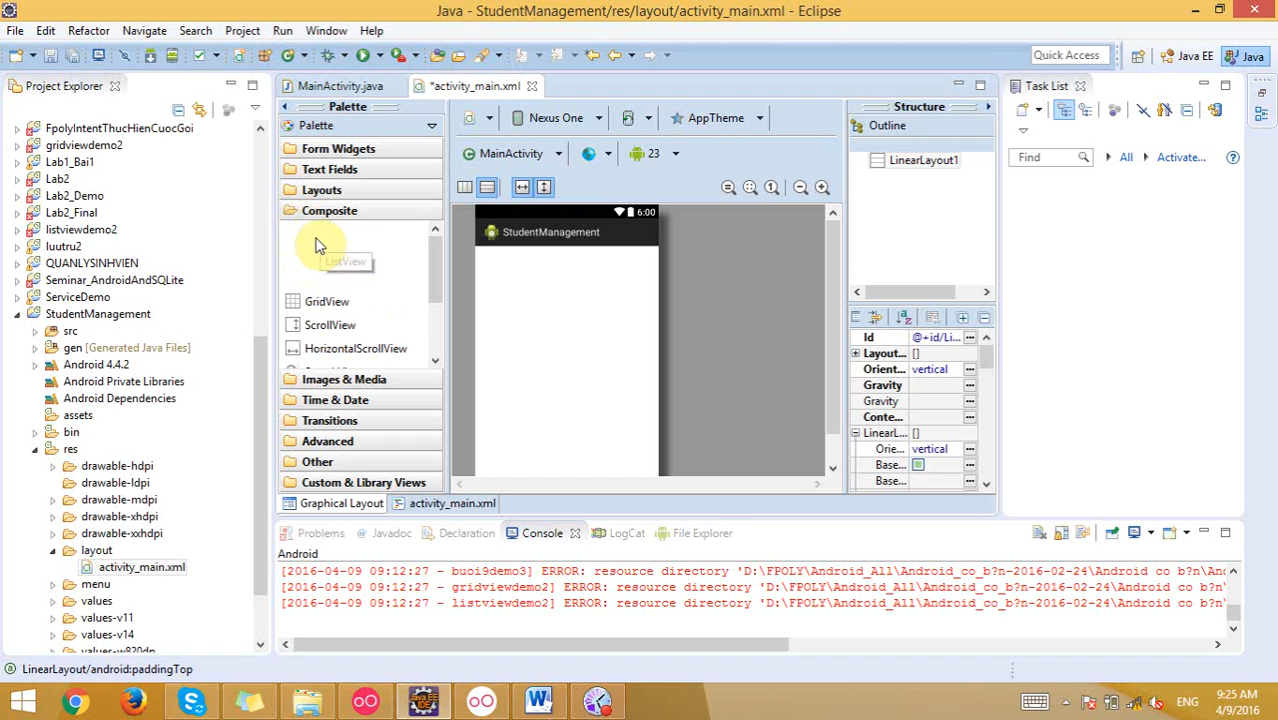 Java - StudentManagement/res/layout/activity_main.xml - Eclipse
File Edit Refactor Navigate Search Project Run Window Help
Quick Access
Java EE
Java
Project Explorer
FpolyIntentThucHienCuocGoi
gridviewdemo2
Lab1_Bai1
Lab2
Lab2_Demo
Lab2_Final
listviewdemo2
luutru2
QUANLYSINHVIEN
Seminar_AndroidAndSQLite
ServiceDemo
StudentManagement
src
gen [Generated Java Files]
Android 4.4.2
Android Private Libraries
Android Dependencies
assets
bin
res
drawable-hdpi
drawable-ldpi
drawable-mdpi
drawable-xhdpi
drawable-xxhdpi
layout
activity_main.xml
menu
values
values-v11
values-v14
values-w820dp
MainActivity.java
*activity_main.xml
Palette
Palette
Form Widgets
Text Fields
Layouts
Composite
ListView
GridView
ScrollView
HorizontalScrollView
Images & Media
Time & Date
Transitions
Advanced
Other
Custom & Library Views
Graphical Layout
activity_main.xml
Nexus One
AppTheme
MainActivity
23
6:00
StudentManagement
Structure
Outline
LinearLayout1
Id @+id/Li...
Layout... []
Orient... vertical
Gravity
Gravity
Conte...
LinearL... []
Orie... vertical
Base...
Base...
Task List
Find
All
Activate...
Problems
Javadoc
Declaration
Console
LogCat
File Explorer
Android
[2016-04-09 09:12:27 - buoi9demo3] ERROR: resource directory 'D:\FPOLY\Android_All\Android_co_b?n-2016-02-24\Android co b?n\An
[2016-04-09 09:12:27 - gridviewdemo2] ERROR: resource directory 'D:\FPOLY\Android_All\Android_co_b?n-2016-02-24\Android co b?n
[2016-04-09 09:12:27 - listviewdemo2] ERROR: resource directory 'D:\FPOLY\Android_All\Android_co_b?n-2016-02-24\Android co b?n
LinearLayout/android:paddingTop
ENG
9:25 AM
4/9/2016